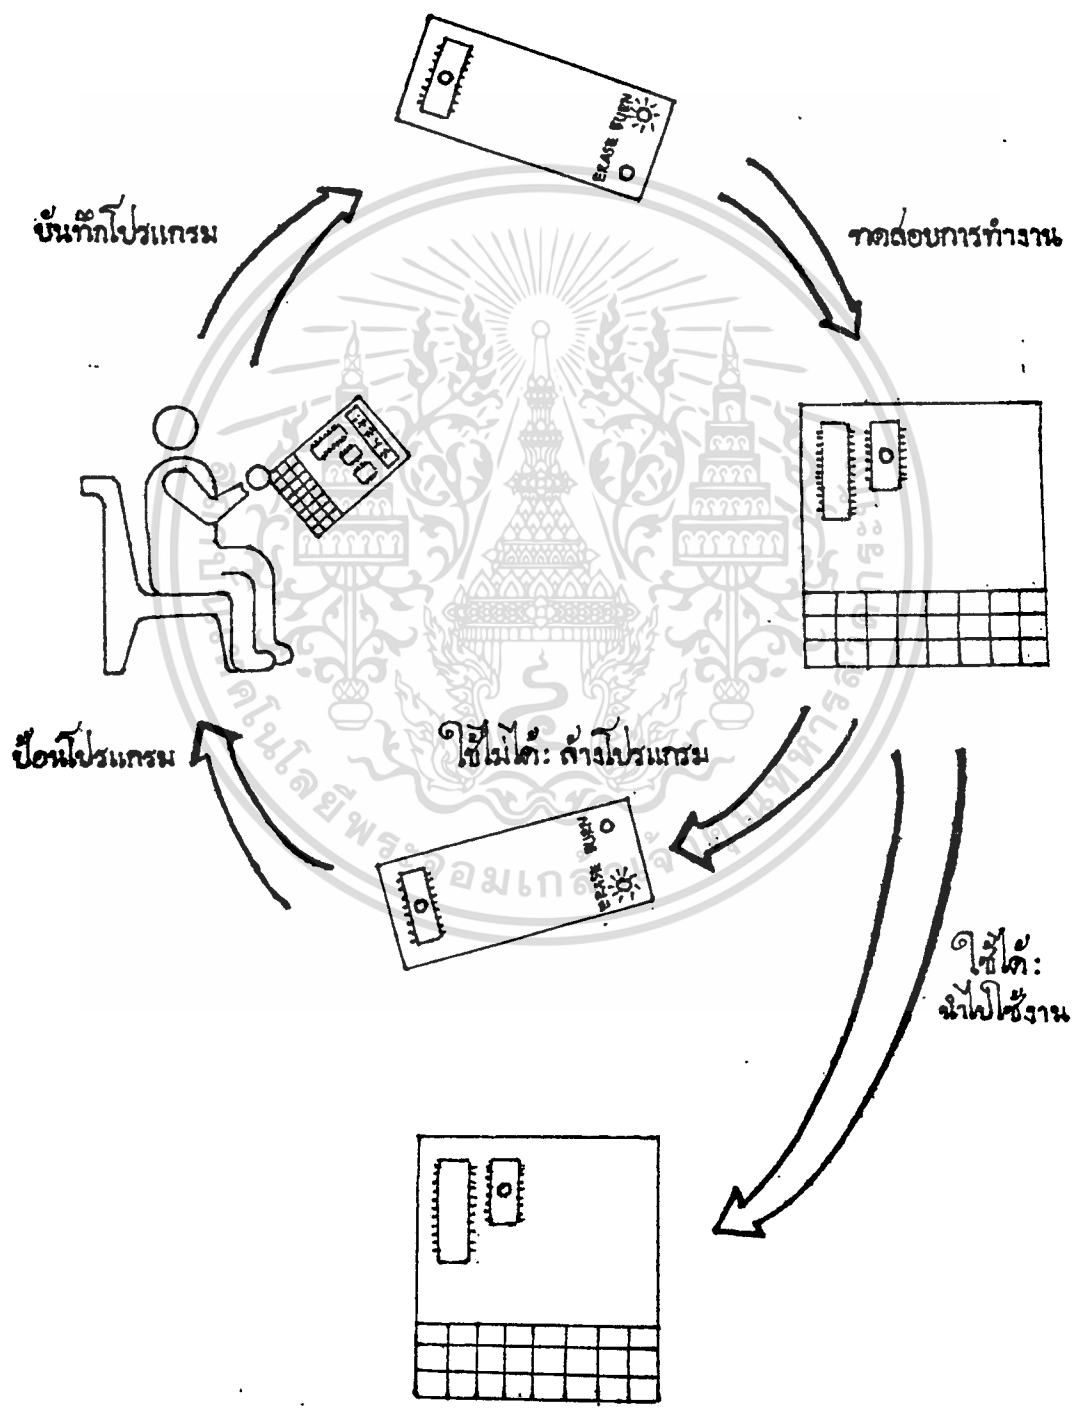 ERASE BURN
บันทึกโปรแกรม
ทดสอบการทำงาน
ป้อนโปรแกรม
ใช้ไม่ได้: ล้างโปรแกรม
ERASE BURN
ใช้ได้:
นำไปใช้งาน